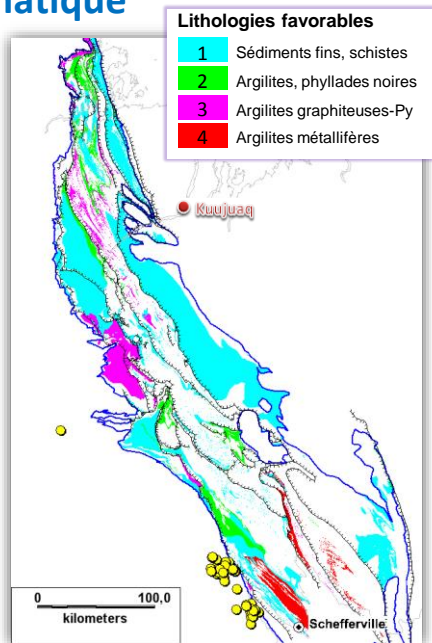 Lithologies favorables
1 Sédiments fins, schistes
2 Argilites, phyllades noires
3 Argilites graphiteuses-Py
4 Argilites métallifères
Kuujuaq
0 100,0
kilometers
Schefferville